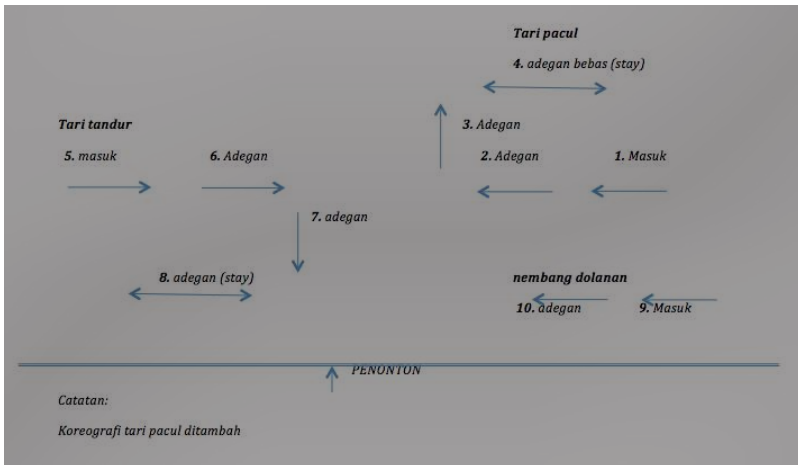 Tari pacul
4. adegan bebas (stay)
Tari tandur
3. Adegan
5. masuk
6. Adegan
2. Adegan
1. Masuk
7. adegan
8. adegan (stay)
nembang dolanan
10. adegan
9. Masuk
PENONTON
Catatan:
Koreografi tari pacul ditambah